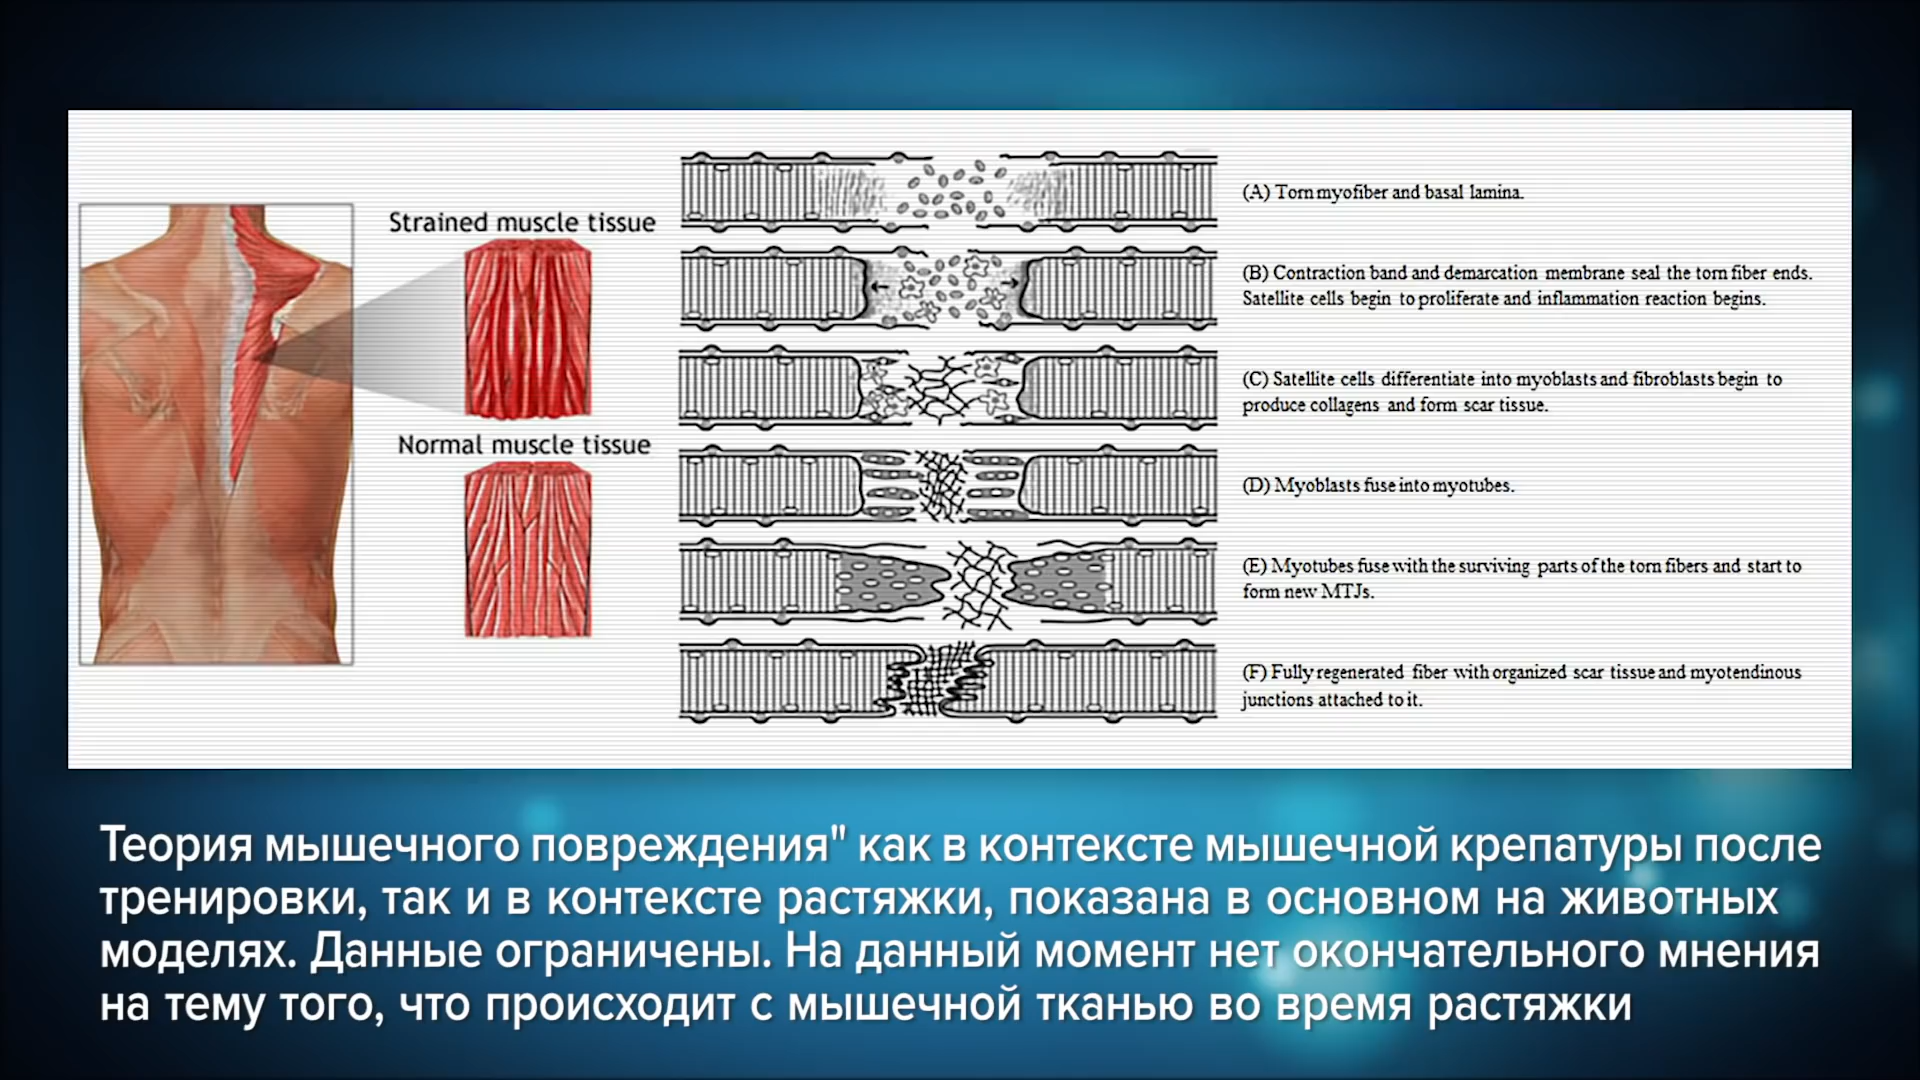 Strained muscle tissue
Normal muscle tissue
(A) Torn myofiber and basal lamina.
(B) Contraction band and demarcation membrane seal the torn fiber ends.
Satellite cells begin to proliferate and inflammation reaction begins.
(C) Satellite cells differentiate into myoblasts and fibroblasts begin to
produce collagens and form scar tissue.
(D) Myoblasts fuse into myotubes.
(E) Myotubes fuse with the surviving parts of the torn fibers and start to
form new MTJs.
(F) Fully regenerated fiber with organized scar tissue and myotendinous
junctions attached to it.
Теория мышечного повреждения" как в контексте мышечной крепатуры после
тренировки, так и в контексте растяжки, показана в основном на животных
моделях. Данные ограничены. На данный момент нет окончательного мнения
на тему того, что происходит с мышечной тканью во время растяжки